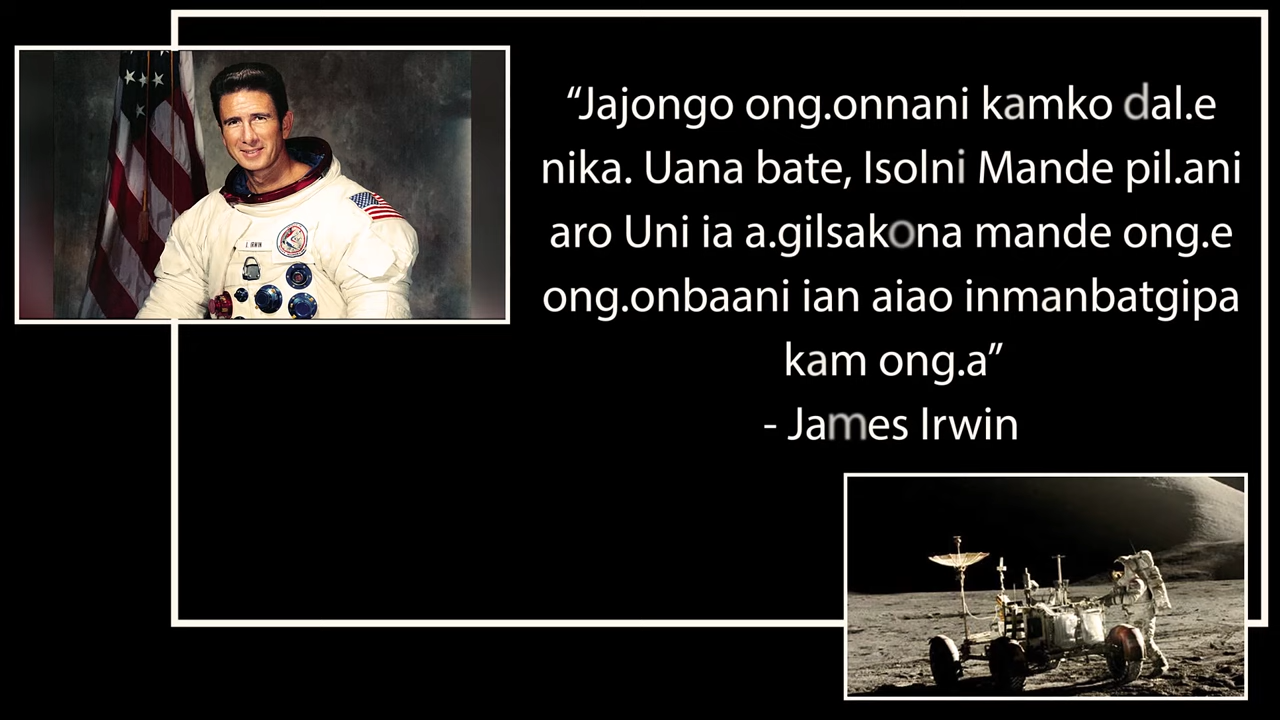 “Jajongo ong.onnani kamko dal.e
nika. Uana bate, Isolni Mande pil.ani
aro Uni ia a.gilsakona mande ong.e
ong.onbaani ian aiao inmanbatgipa
kam ong.a”
- James Irwin
J. IRWIN